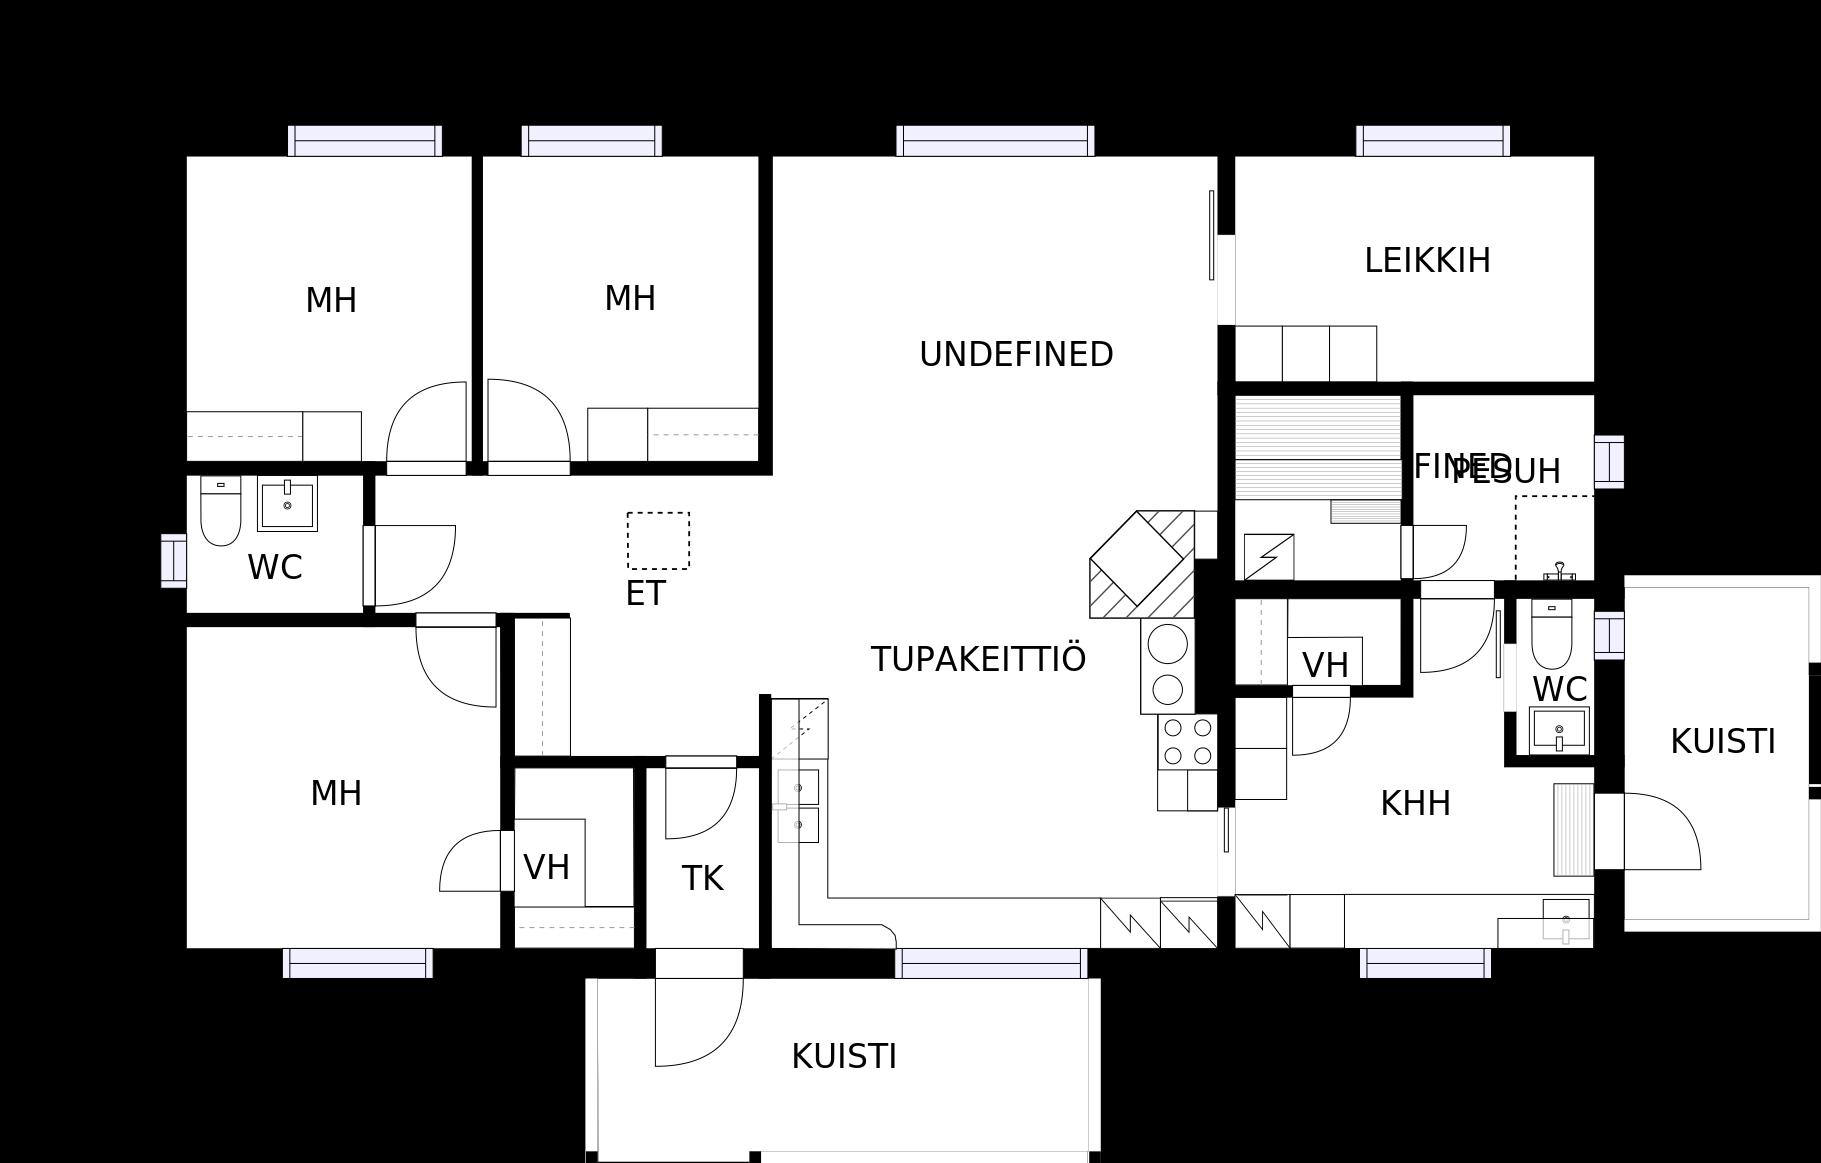 LEIKKIH
MH
MH
UNDEFINED
FINED
PESUH
WC
ET
TUPAKEITTIÖ
VH
WC
KUISTI
MH
KHH
VH
TK
KUISTI